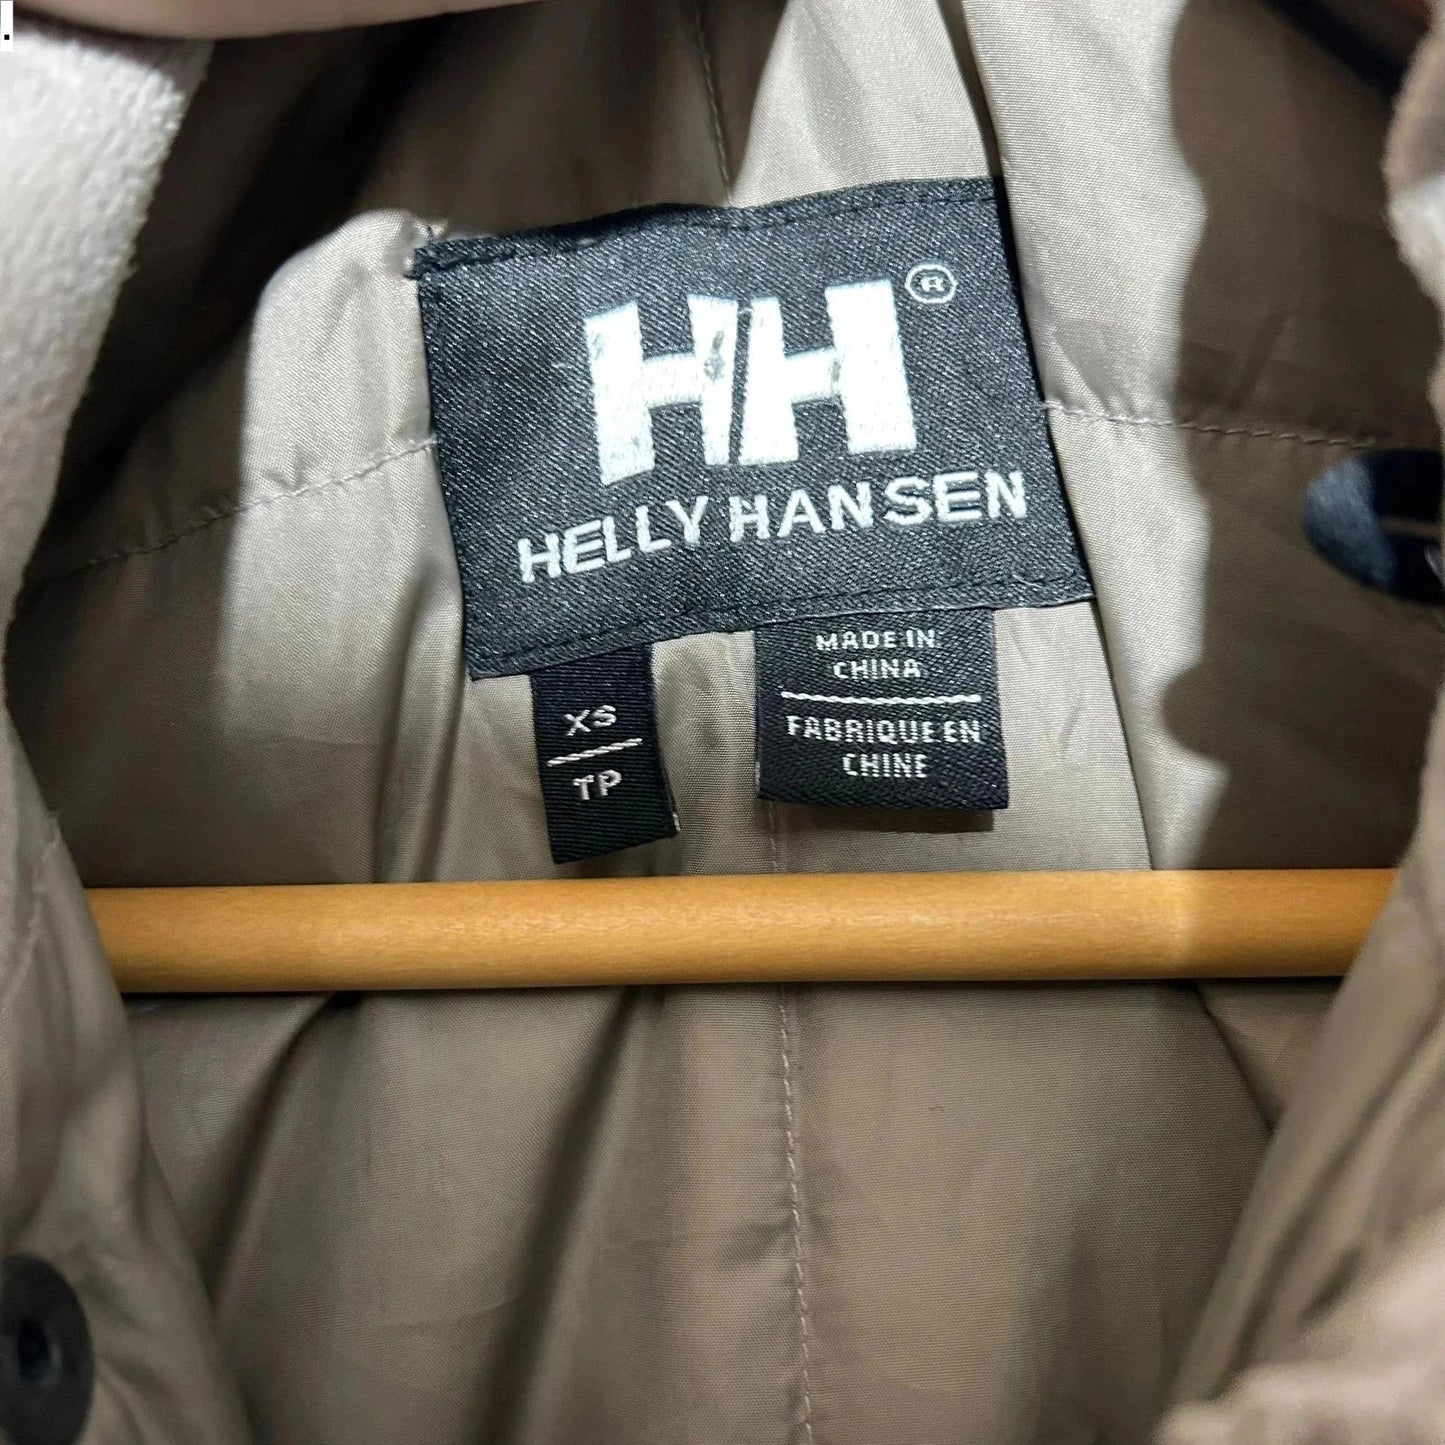 .
HH®
HELLY HANSEN
XS
TP
MADE IN
CHINA
FABRIQUE EN
CHINE